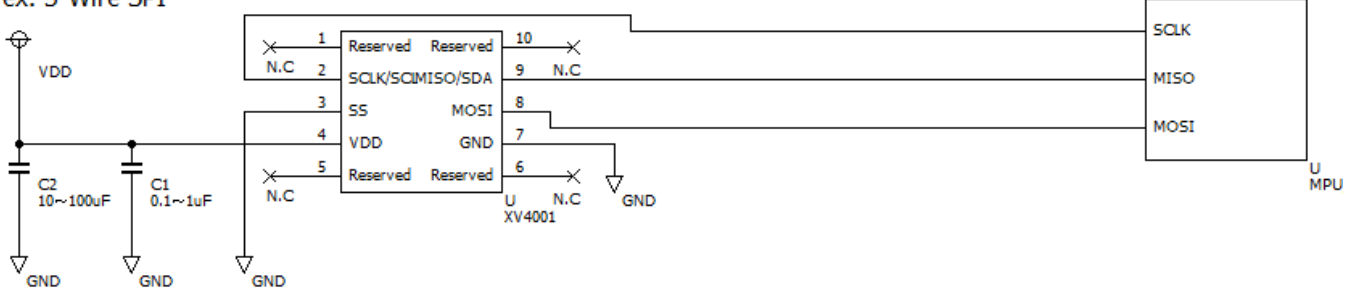 ex. 3-Wire SPI
VDD
1 Reserved Reserved 10
N.C N.C
2 SCLK/SCL MISO/SDA 9
3 SS MOSI 8
4 VDD GND 7
5 Reserved Reserved 6
N.C N.C
U
XV4001
C2
10~100uF
C1
0.1~1uF
GND
GND
GND
GND
SCLK
MISO
MOSI
U
MPU